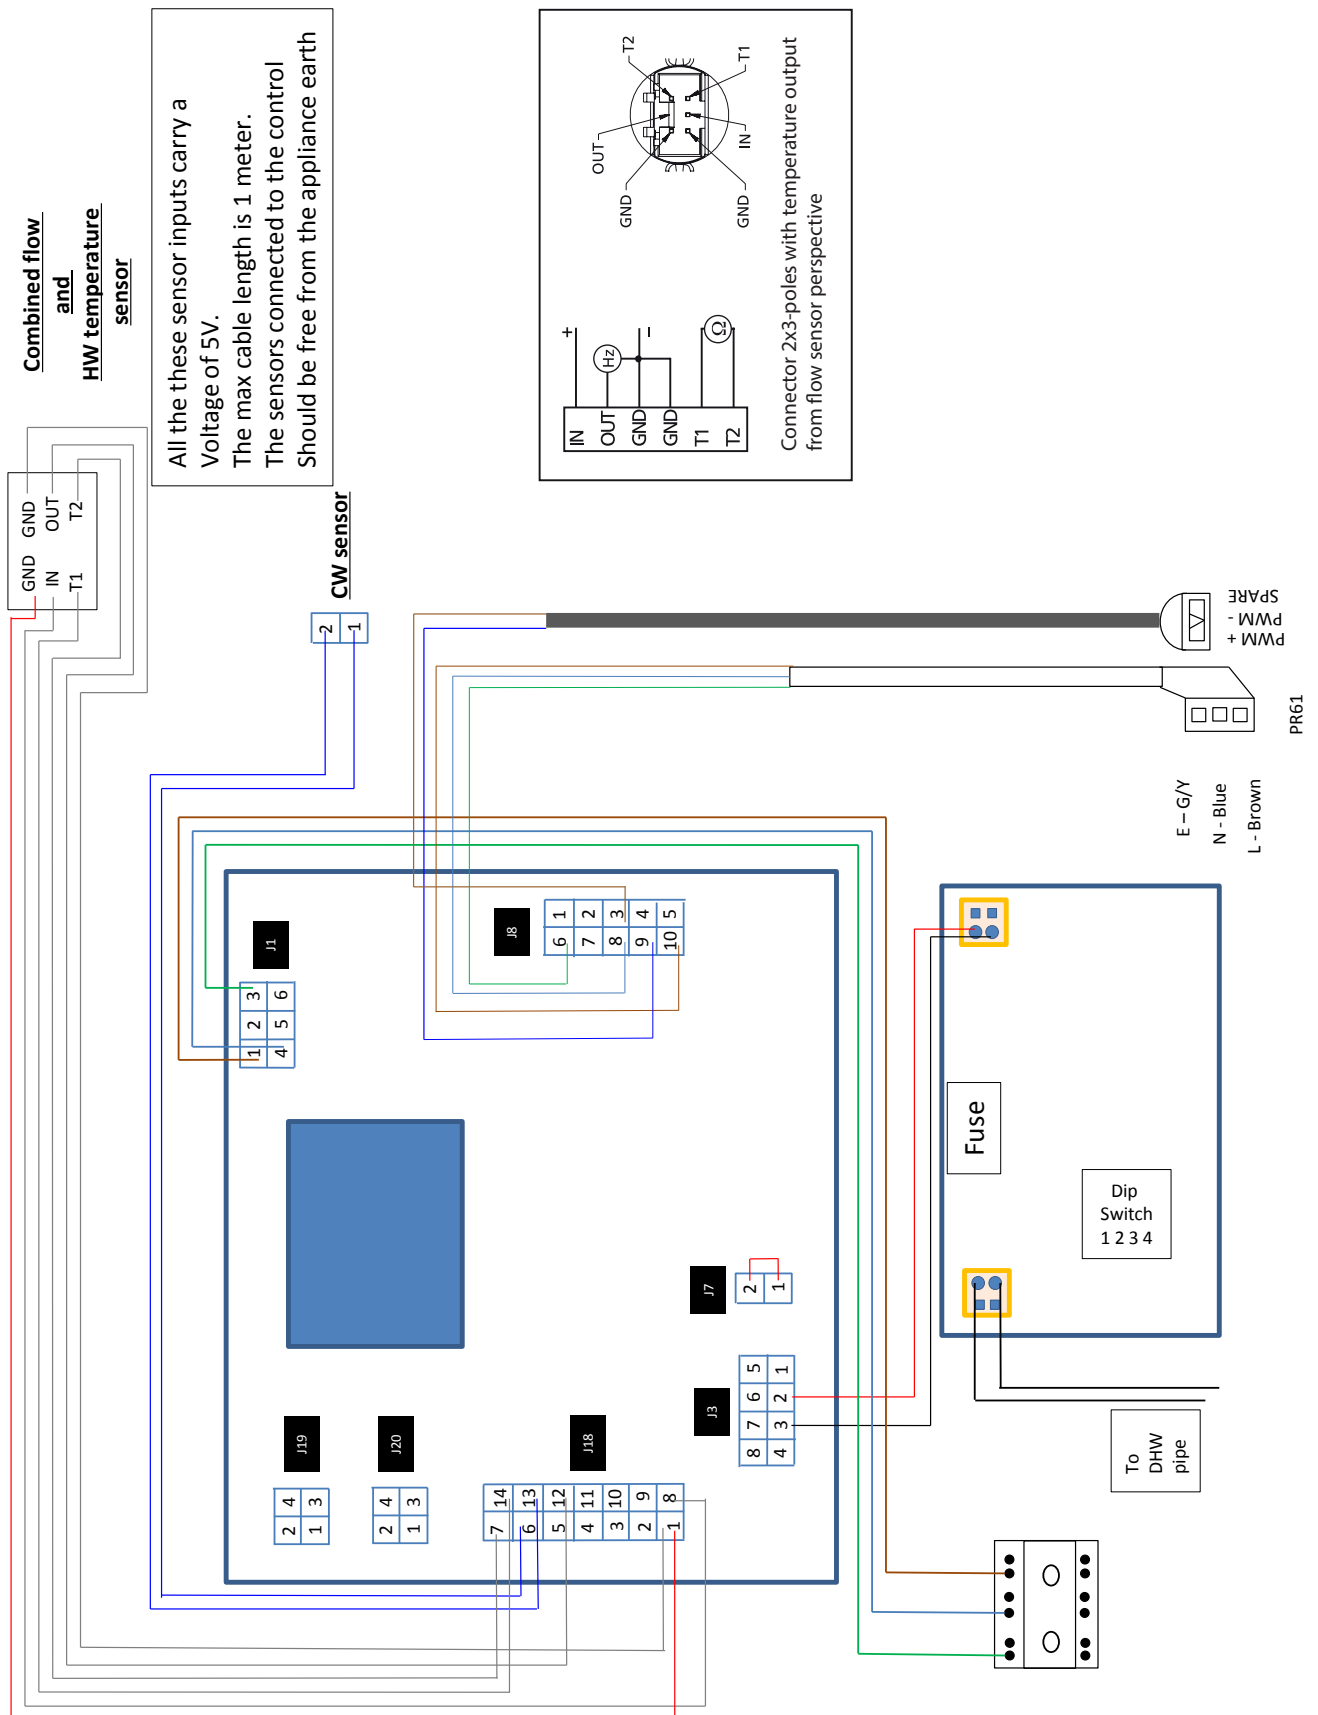 Combined flow
and
HW temperature
sensor
GND GND
IN OUT
T1 T2
All the these sensor inputs carry a
Voltage of 5V.
The max cable length is 1 meter.
The sensors connected to the control
Should be free from the appliance earth
CW sensor
2
1
IN
OUT
GND
GND
T1
T2
+
Hz
–
Ω
GND
OUT
T2
GND
IN
T1
Connector 2x3-poles with temperature output
from flow sensor perspective
J1
1 2 3
4 5 6
J8
6 1
7 2
8 3
9 4
10 5
J19
2 4
1 3
J20
2 4
1 3
J18
7 14
6 13
5 12
4 11
3 10
2 9
1 8
J3
8 7 6 5
4 3 2 1
J7
2
1
Fuse
Dip
Switch
1 2 3 4
To
DHW
pipe
E – G/Y
N - Blue
L - Brown
PR61
SPARE
PWM -
PWM +